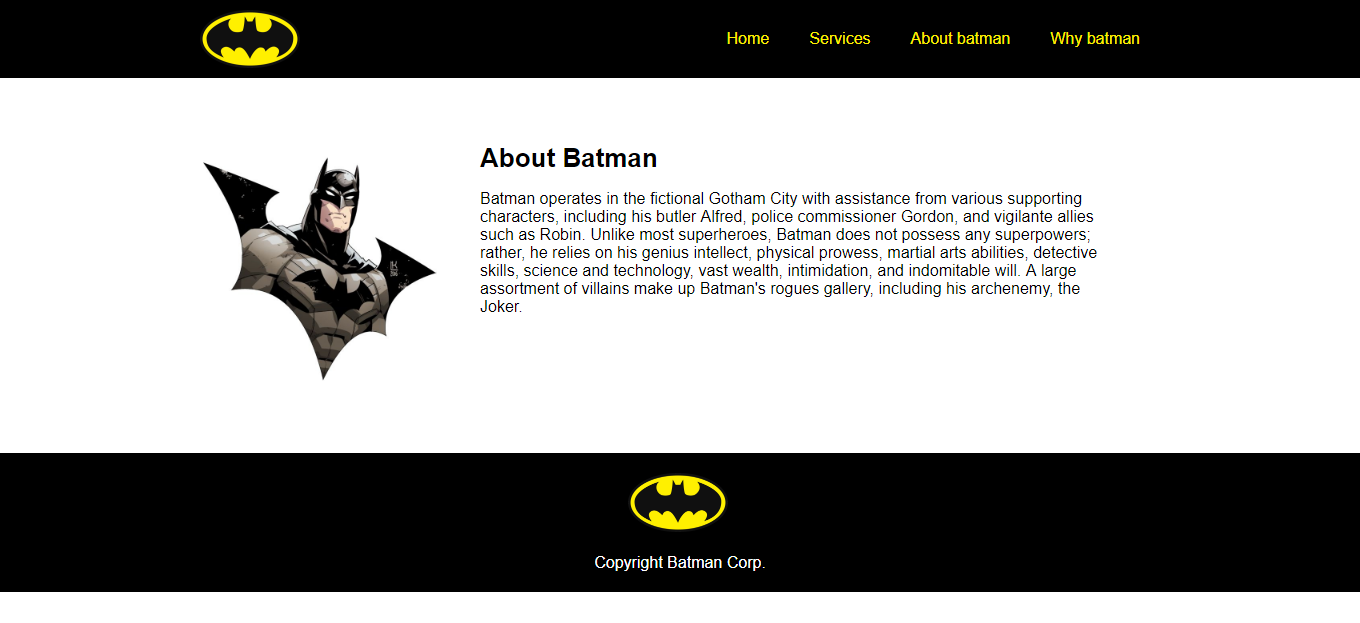 Home Services About batman Why batman
About Batman
Batman operates in the fictional Gotham City with assistance from various supporting
characters, including his butler Alfred, police commissioner Gordon, and vigilante allies
such as Robin. Unlike most superheroes, Batman does not possess any superpowers;
rather, he relies on his genius intellect, physical prowess, martial arts abilities, detective
skills, science and technology, vast wealth, intimidation, and indomitable will. A large
assortment of villains make up Batman's rogues gallery, including his archenemy, the
Joker.
Copyright Batman Corp.